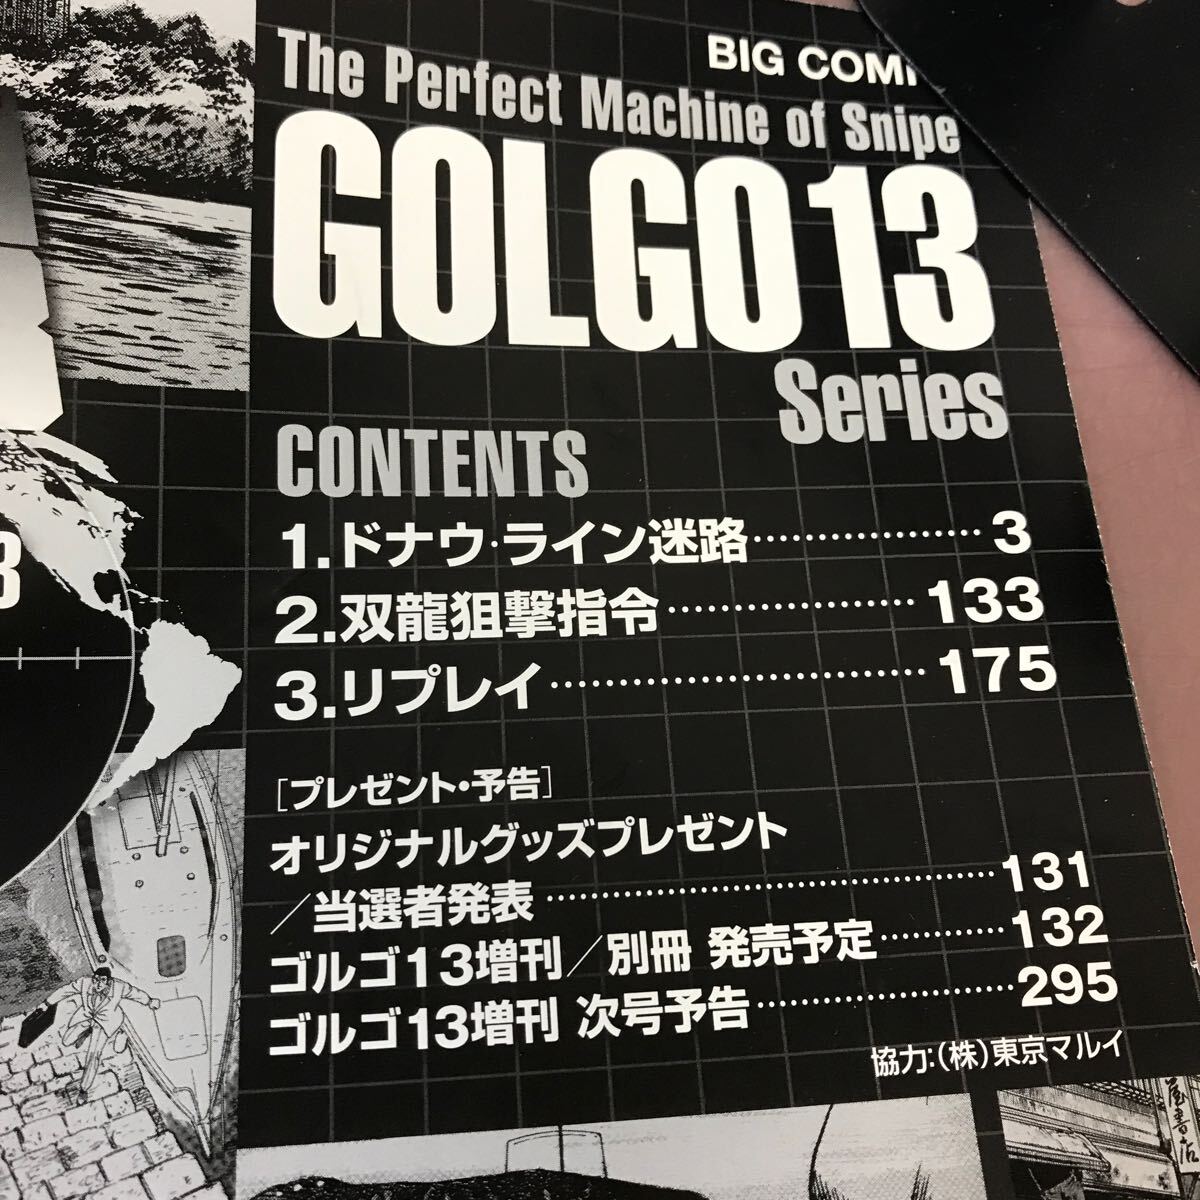 BIG COMI
The Perfect Machine of Snipe
GOLGO 13
Series
CONTENTS
1.ドナウ・ライン迷路………………3
2.双龍狙撃指令…………………133
3.リプレイ…………………………175
[プレゼント・予告]
オリジナルグッズプレゼント
／当選者発表………………………………131
ゴルゴ13増刊／別冊 発売予定…………132
ゴルゴ13増刊 次号予告…………………295
協力:(株)東京マルイ
3
屋書店